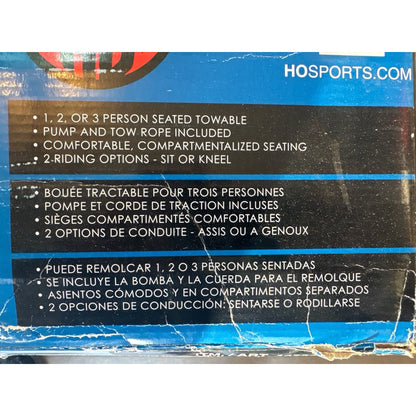 HOSPORTS.COM
• 1, 2, OR 3 PERSON SEATED TOWABLE
• PUMP AND TOW ROPE INCLUDED
• COMFORTABLE, COMPARTMENTALIZED SEATING
• 2-RIDING OPTIONS - SIT OR KNEEL
• BOUÉE TRACTABLE POUR TROIS PERSONNES
• POMPE ET CORDE DE TRACTION INCLUSES
• SIÈGES COMPARTIMENTÉS COMFORTABLES
• 2 OPTIONS DE CONDUITE - ASSIS OU A GENOUX
• PUEDE REMOLCAR 1, 2 O 3 PERSONAS SENTADAS
• SE INCLUYE LA BOMBA Y LA CUERDA PARA EL REMOLQUE
• ASIENTOS CÓMODOS Y EN COMPARTIMENTOS SEPARADOS
• 2 OPCIONES DE CONDUCCIÓN: SENTARSE O RODILLARSE